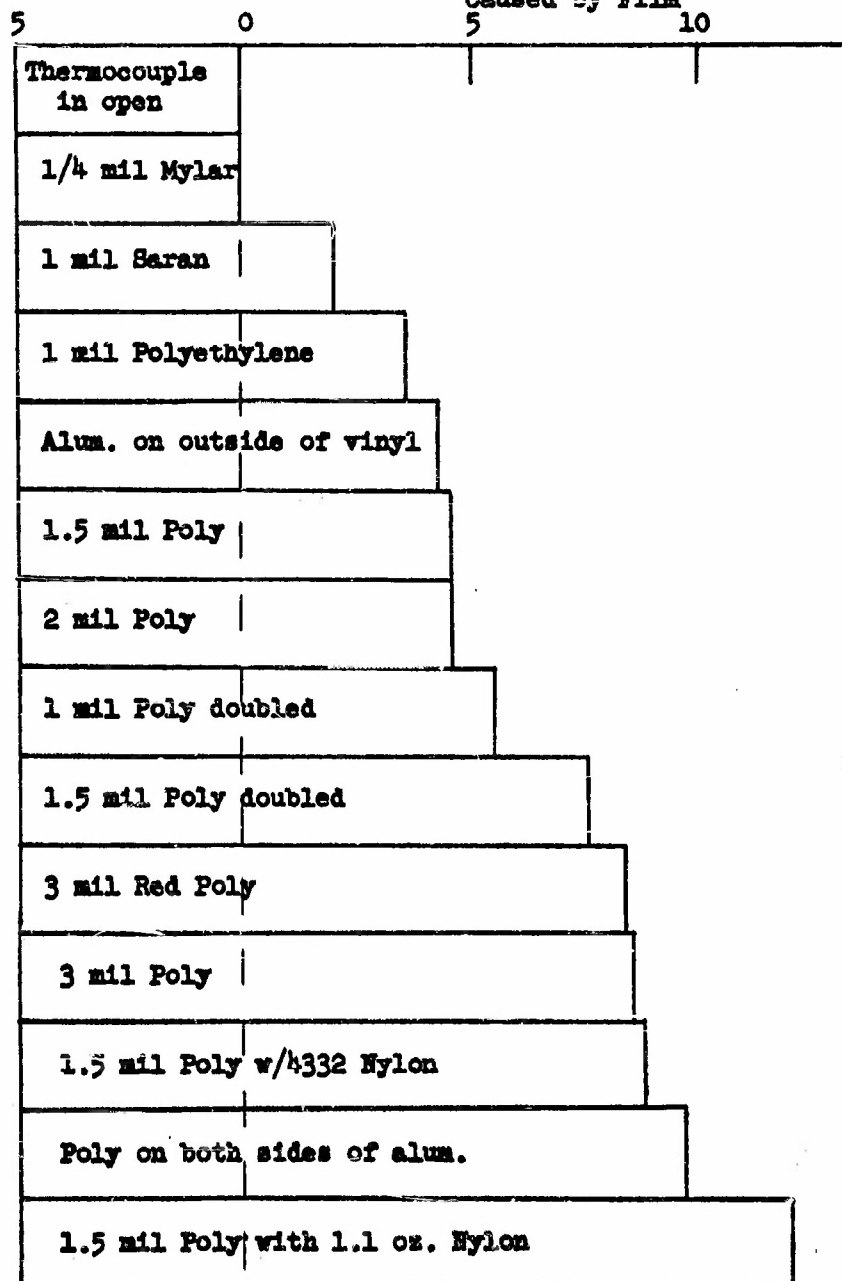 Caused by Film
5 0 5 10
Thermocouple
in open
1/4 mil Mylar
1 mil Saran
1 mil Polyethylene
Alum. on outside of vinyl
1.5 mil Poly
2 mil Poly
1 mil Poly doubled
1.5 mil Poly doubled
3 mil Red Poly
3 mil Poly
1.5 mil Poly w/4332 Nylon
Poly on both sides of alum.
1.5 mil Poly with 1.1 oz. Nylon